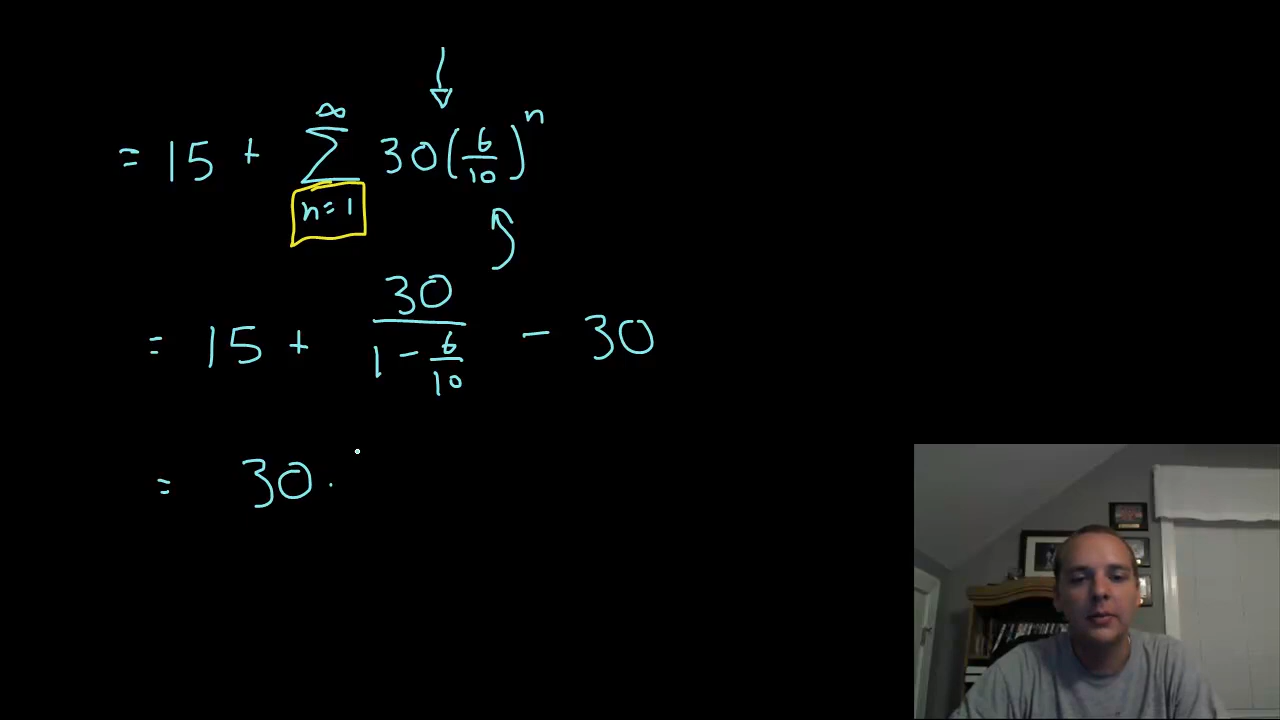 = 15 + ∞∑n=1 30(6/10)^n
= 15 + 30/(1 - 6/10) - 30
= 30 .